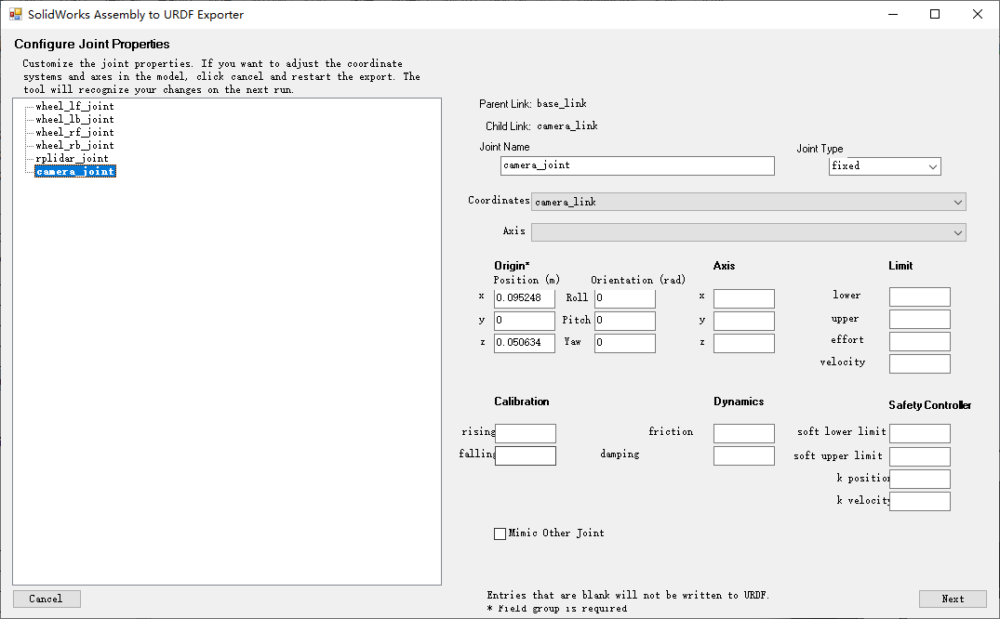 SolidWorks Assembly to URDF Exporter
Configure Joint Properties
Customize the joint properties. If you want to adjust the coordinate
systems and axes in the model, click cancel and restart the export. The
tool will recognize your changes on the next run.
wheel_lf_joint
wheel_lb_joint
wheel_rf_joint
wheel_rb_joint
rplidar_joint
camera_joint
Parent Link: base_link
Child Link: camera_link
Joint Name
Joint Type
camera_joint
fixed
Coordinates camera_link
Axis
Origin*
Axis
Limit
Position (m)
Orientation (rad)
x 0.095248 Roll 0 x lower
y 0 Pitch 0 y upper
z 0.050634 Yaw 0 z effort
velocity
Calibration
Dynamics
Safety Controller
rising friction soft lower limit
falling damping soft upper limit
k position
k velocity
Mimic Other Joint
Entries that are blank will not be written to URDF.
* Field group is required
Cancel
Next